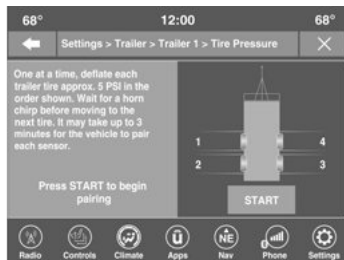 68° 12:00 68°
Settings > Trailer > Trailer 1 > Tire Pressure
One at a time, deflate each
trailer tire approx. 5 PSI in the
order shown. Wait for a horn
chirp before moving to the
next tire. It may take up to 3
minutes for the vehicle to pair
each sensor.
Press START to begin
pairing
1 4
2 3
START
ū NE
Radio Controls Climate Apps Nav Phone Settings